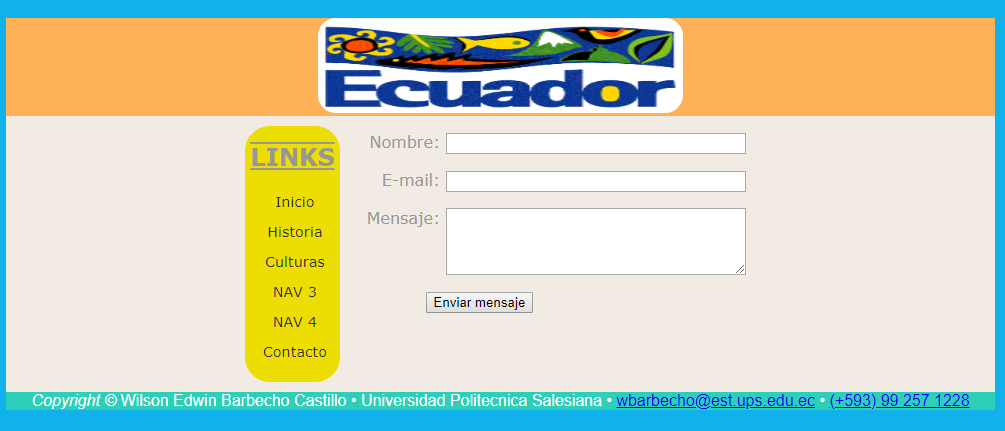 Ecuador
LINKS
Inicio
Historia
Culturas
NAV 3
NAV 4
Contacto
Nombre:
E-mail:
Mensaje:
Enviar mensaje
Copyright © Wilson Edwin Barbecho Castillo • Universidad Politecnica Salesiana • wbarbecho@est.ups.edu.ec • (+593) 99 257 1228